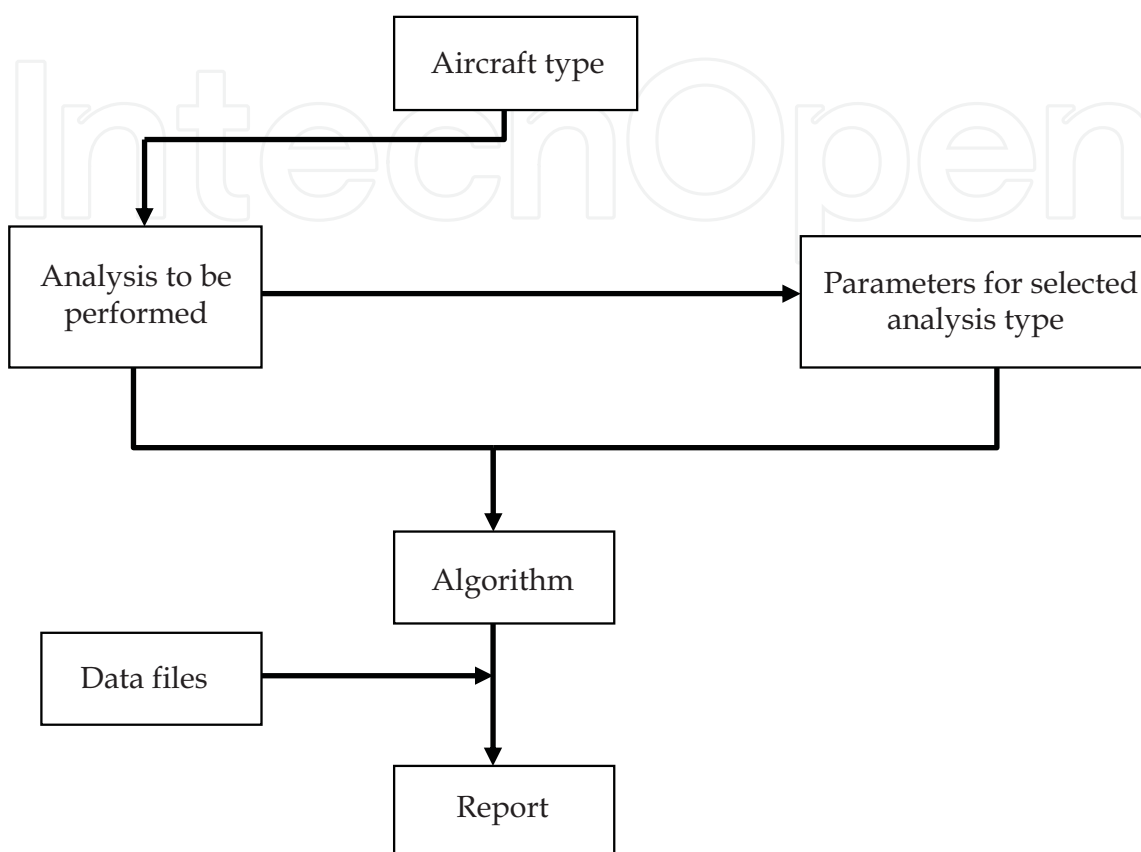 IntechOpen
Aircraft type
Analysis to be
performed
Parameters for selected
analysis type
Algorithm
Data files
Report